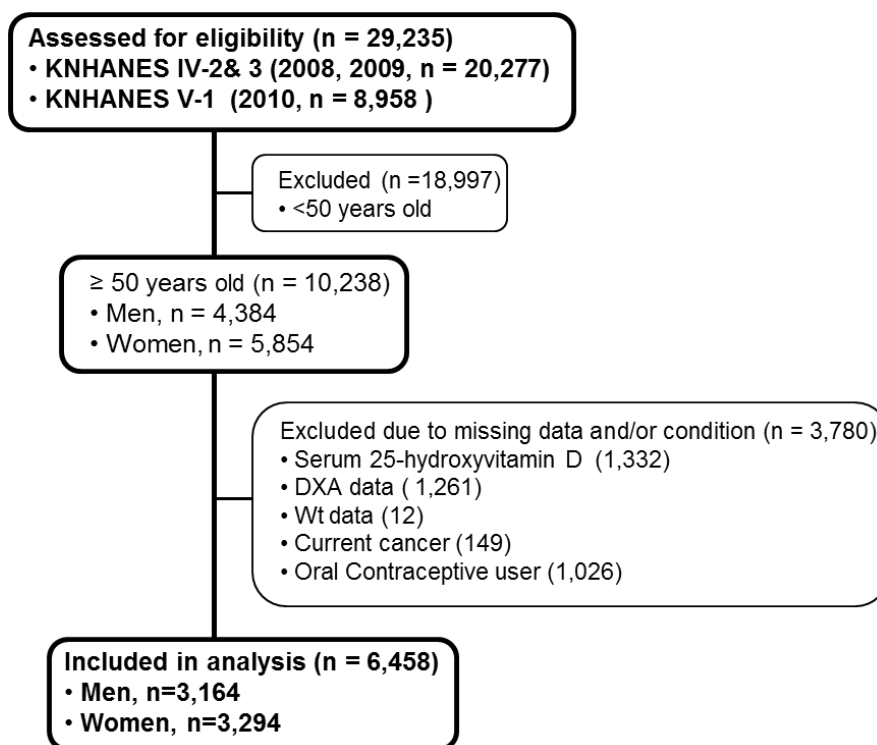 Assessed for eligibility (n = 29,235)
• KNHANES IV-2& 3 (2008, 2009, n = 20,277)
• KNHANES V-1 (2010, n = 8,958 )
Excluded (n =18,997)
• <50 years old
≥ 50 years old (n = 10,238)
• Men, n = 4,384
• Women, n = 5,854
Excluded due to missing data and/or condition (n = 3,780)
• Serum 25-hydroxyvitamin D (1,332)
• DXA data ( 1,261)
• Wt data (12)
• Current cancer (149)
• Oral Contraceptive user (1,026)
Included in analysis (n = 6,458)
• Men, n=3,164
• Women, n=3,294